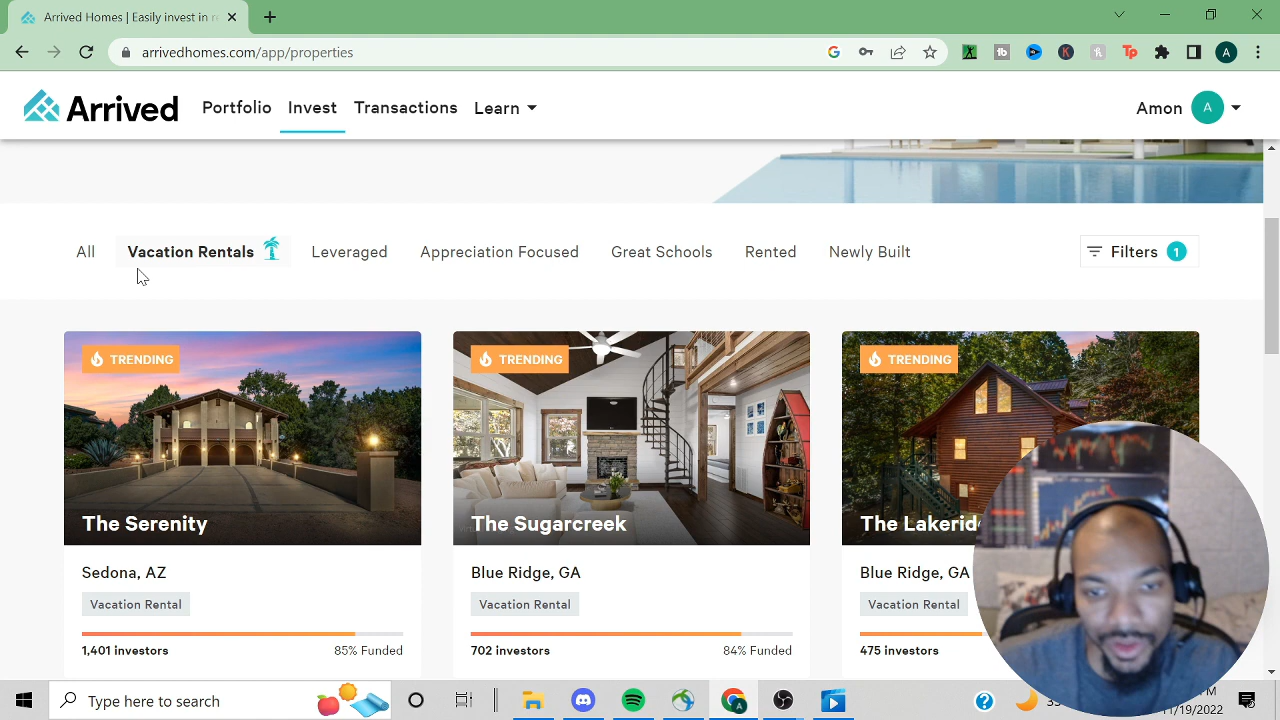 Arrived Homes | Easily invest in r
arrivedhomes.com/app/properties
Arrived
Portfolio
Invest
Transactions
Learn
Amon
A
All
Vacation Rentals
Leveraged
Appreciation Focused
Great Schools
Rented
Newly Built
Filters 1
TRENDING
TRENDING
TRENDING
The Serenity
The Sugarcreek
The Lakerid
Sedona, AZ
Blue Ridge, GA
Blue Ridge, GA
Vacation Rental
Vacation Rental
Vacation Rental
1,401 investors
85% Funded
702 investors
84% Funded
475 investors
Type here to search
11/19/2022